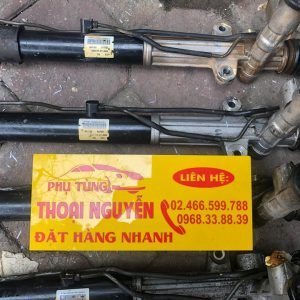 PHỤ TÙNG
THOẠI NGUYỄN
ĐẶT HÀNG NHANH
LIÊN HỆ:
02.466.599.788
0968.33.88.39